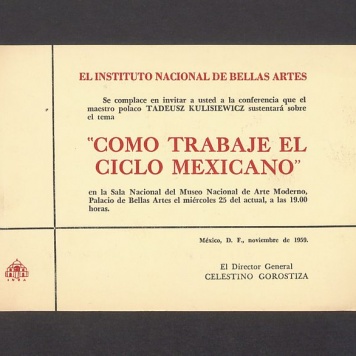 EL INSTITUTO NACIONAL DE BELLAS ARTES
Se complace en invitar a usted a la conferencia que el
maestro polaco TADEUSZ KULISIEWICZ sustentará sobre
el tema
"COMO TRABAJE EL
CICLO MEXICANO"
en la Sala Nacional del Museo Nacional de Arte Moderno,
Palacio de Bellas Artes el miércoles 25 del actual, a las 19.00
horas.
México, D. F., noviembre de 1959.
El Director General
CELESTINO GOROSTIZA
INBA